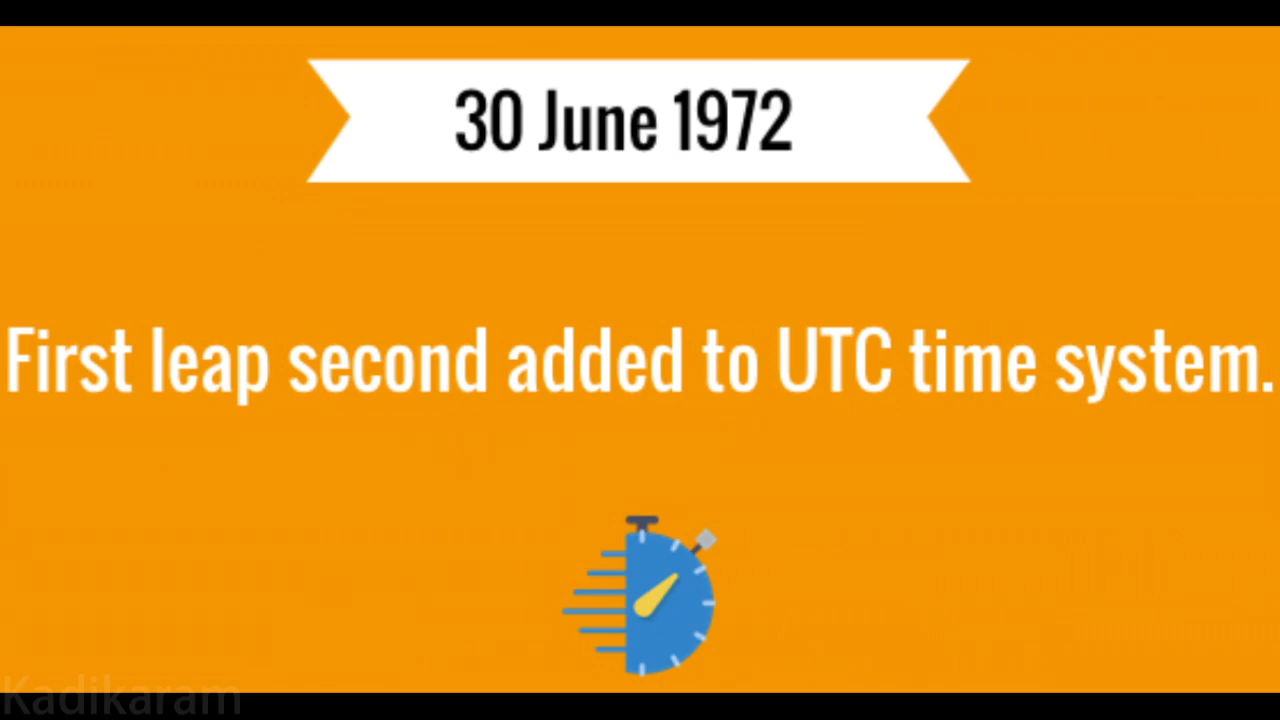 30 June 1972
First leap second added to UTC time system.
Kadikaram